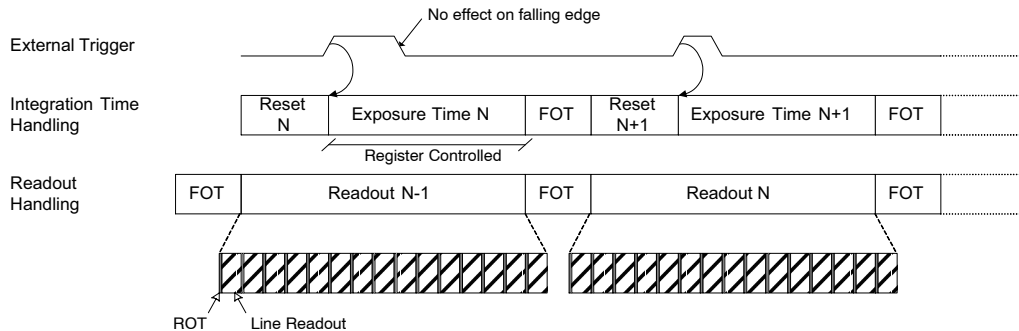 No effect on falling edge
External Trigger
Integration Time
Handling
Reset
N
Exposure Time N
FOT
Reset
N+1
Exposure Time N+1
FOT
Register Controlled
Readout
Handling
FOT
Readout N-1
FOT
Readout N
FOT
ROT
Line Readout